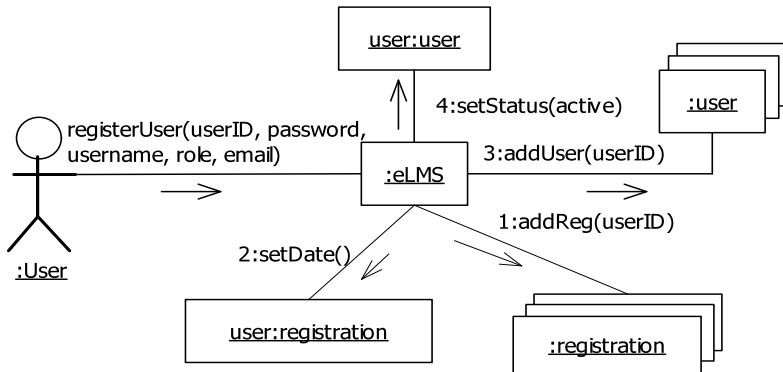 user:user
:user
4:setStatus(active)
registerUser(userID, password,
username, role, email)
3:addUser(userID)
:eLMS
1:addReg(userID)
2:setDate()
:User
user:registration
:registration